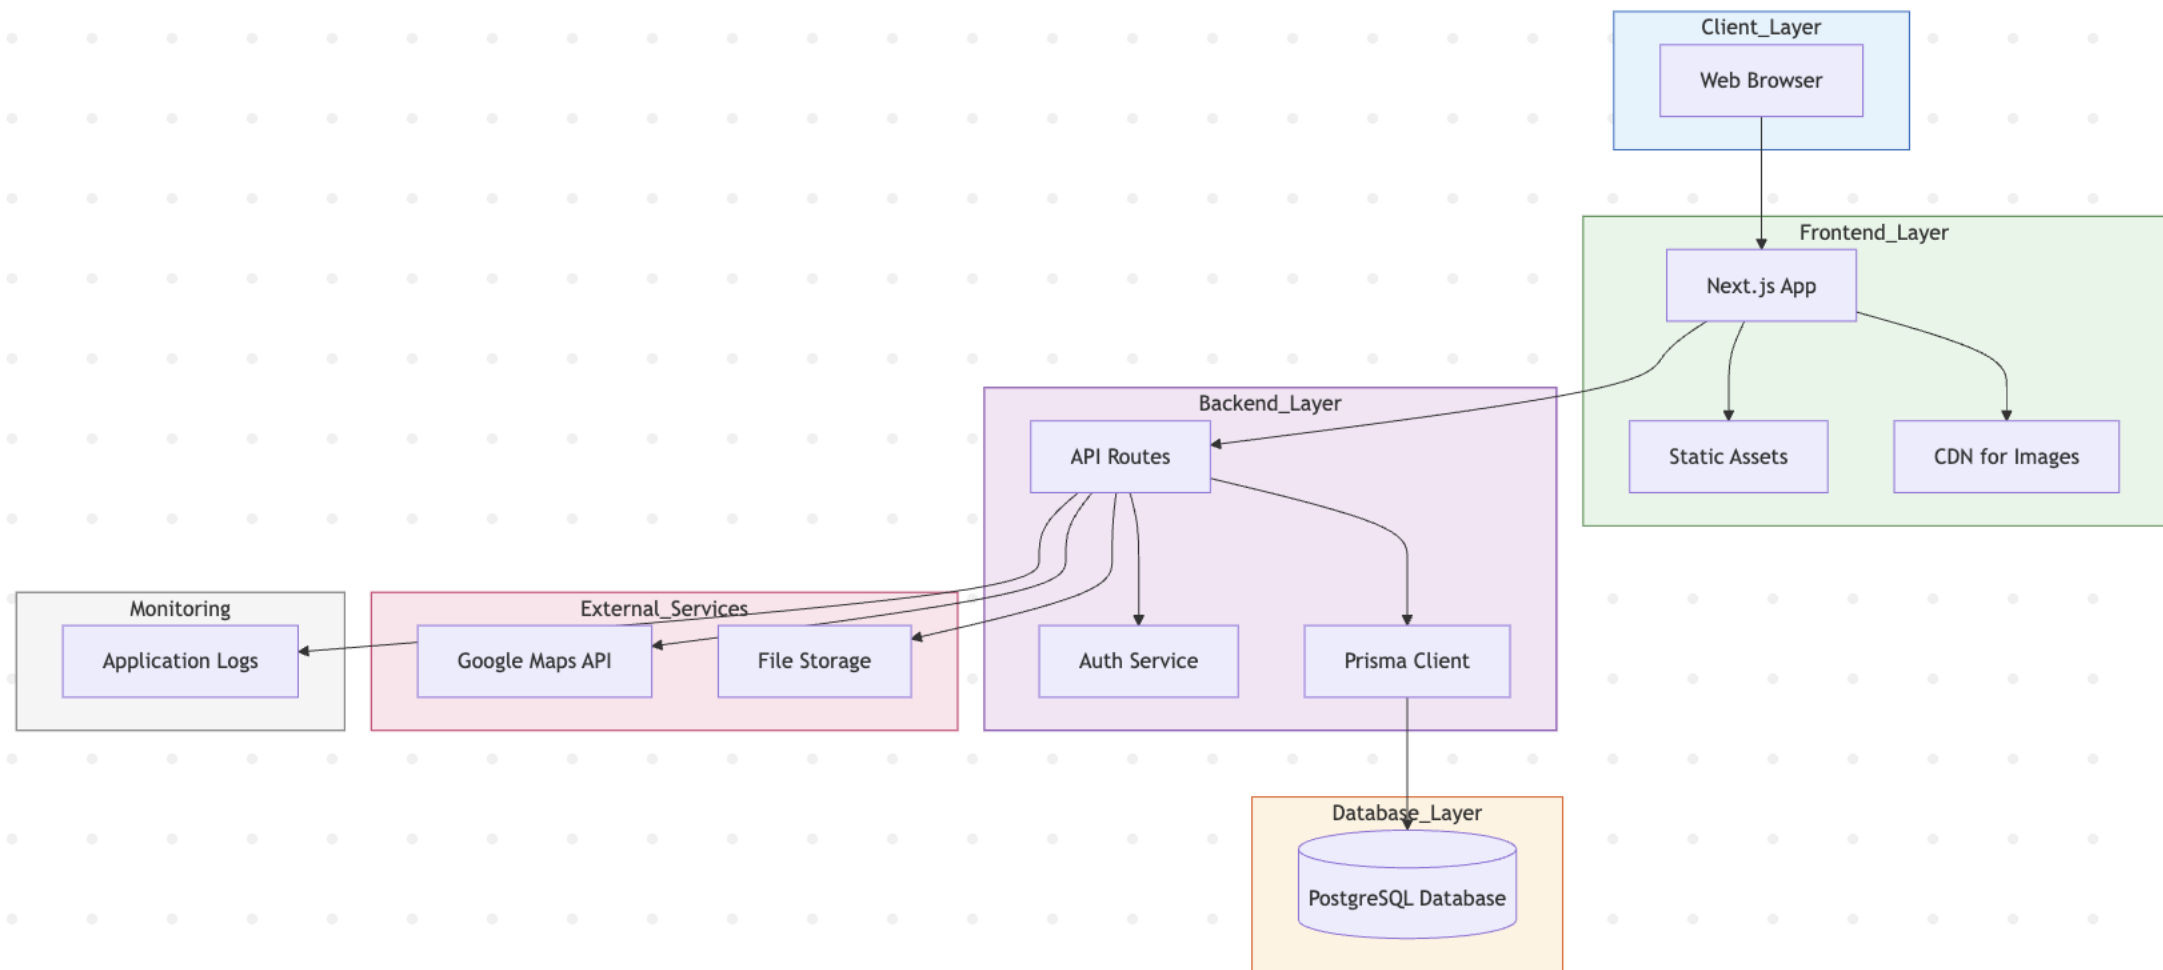 Client_Layer
Web Browser
Frontend_Layer
Next.js App
Backend_Layer
API Routes
Static Assets
CDN for Images
Monitoring
External_Services
Application Logs
Google Maps API
File Storage
Auth Service
Prisma Client
Database_Layer
PostgreSQL Database